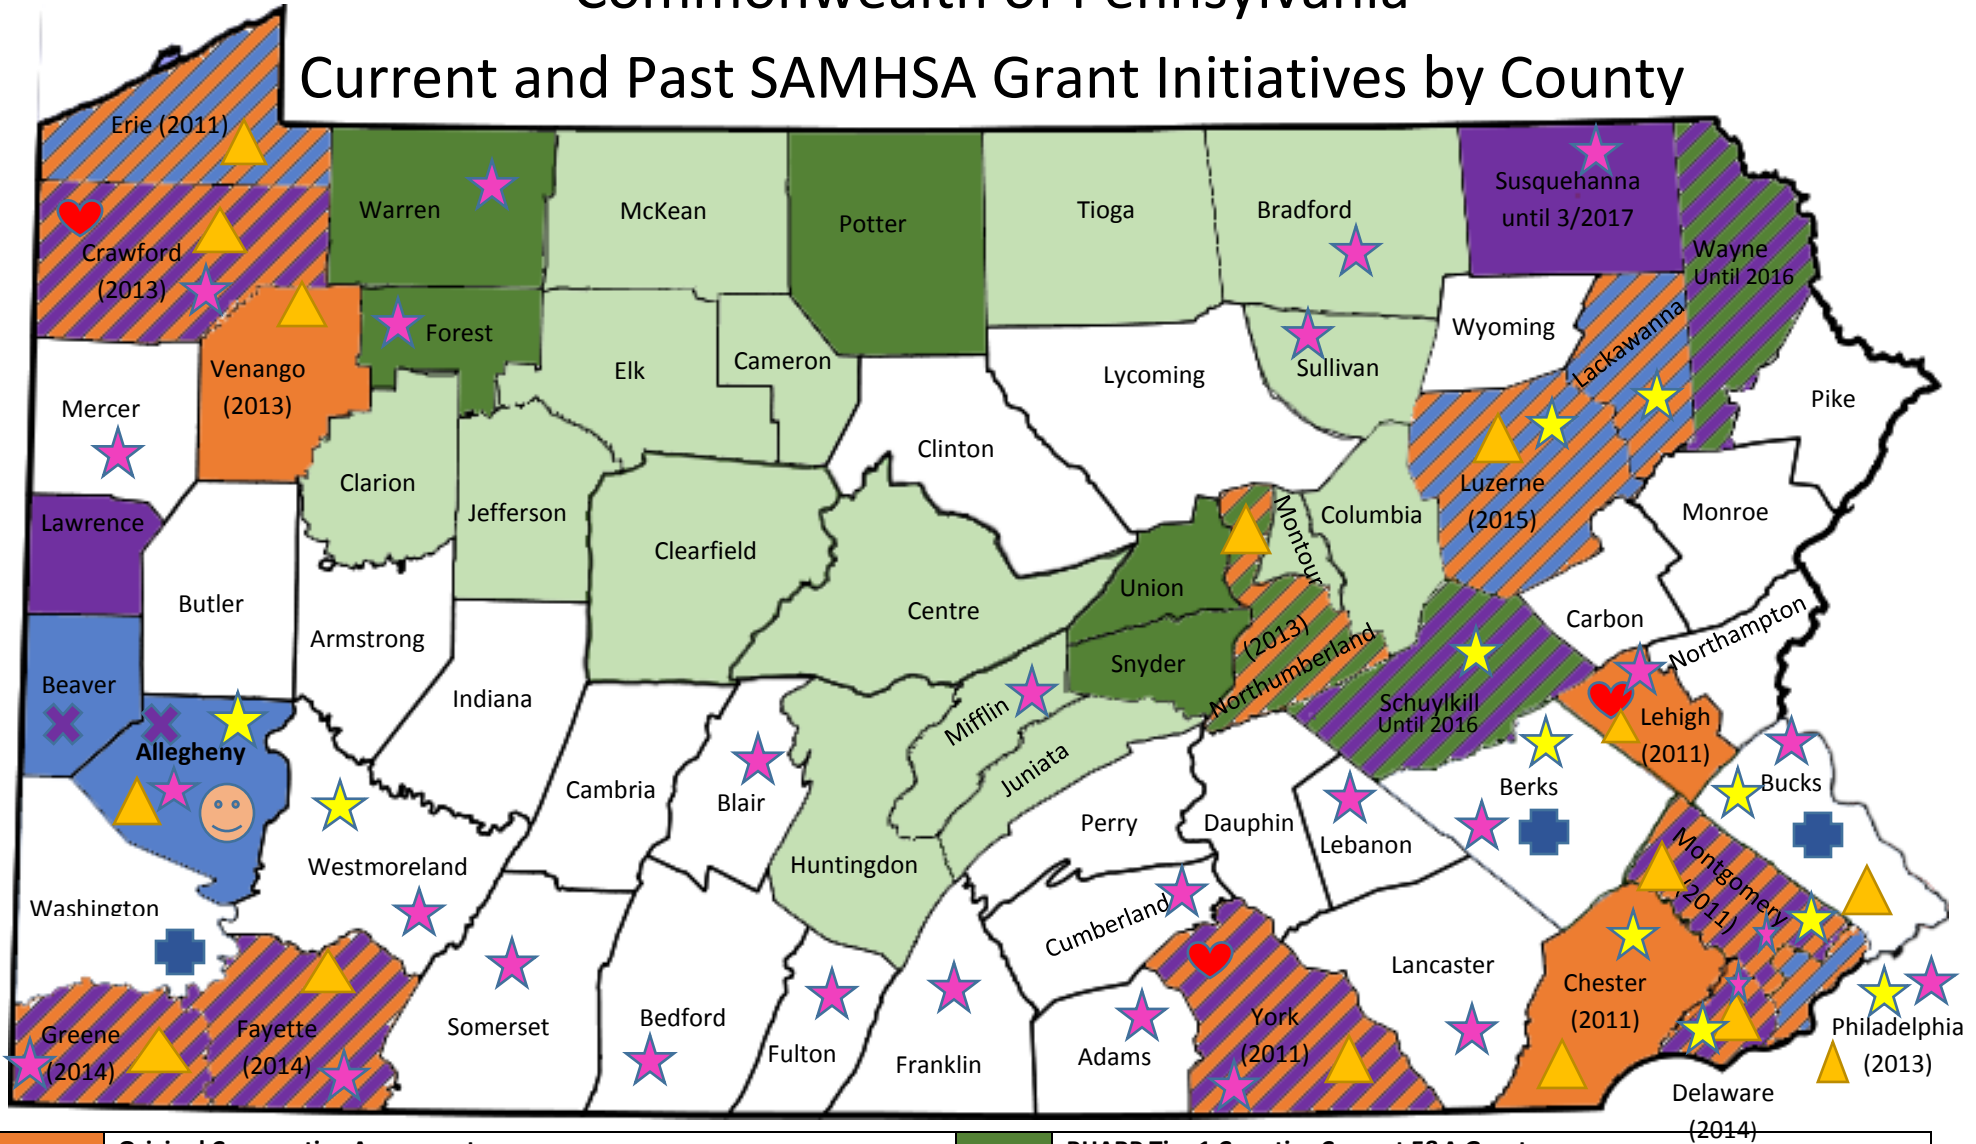 Commonwealth of Pennsylvania
Current and Past SAMHSA Grant Initiatives by County
Erie (2011)
Warren
McKean
Potter
Tioga
Bradford
Susquehanna
until 3/2017
Wayne
Until 2016
Crawford
(2013)
Venango
(2013)
Forest
Elk
Cameron
Lycoming
Sullivan
Wyoming
Lackawanna
Pike
Mercer
Clarion
Jefferson
Clinton
Columbia
Montour
Luzerne
(2015)
Monroe
Lawrence
Butler
Armstrong
Clearfield
Centre
Union
Snyder
(2013)
Northumberland
Schuylkill
Until 2016
Carbon
Northampton
Beaver
Allegheny
Indiana
Cambria
Blair
Mifflin
Juniata
Huntingdon
Perry
Dauphin
Lebanon
Berks
Lehigh
(2011)
Bucks
Westmoreland
Washington
Cumberland
Montgomery
(2011)
Greene
(2014)
Fayette
(2014)
Somerset
Bedford
Fulton
Franklin
Adams
York
(2011)
Lancaster
Chester
(2011)
Philadelphia
(2013)
Delaware
(2014)